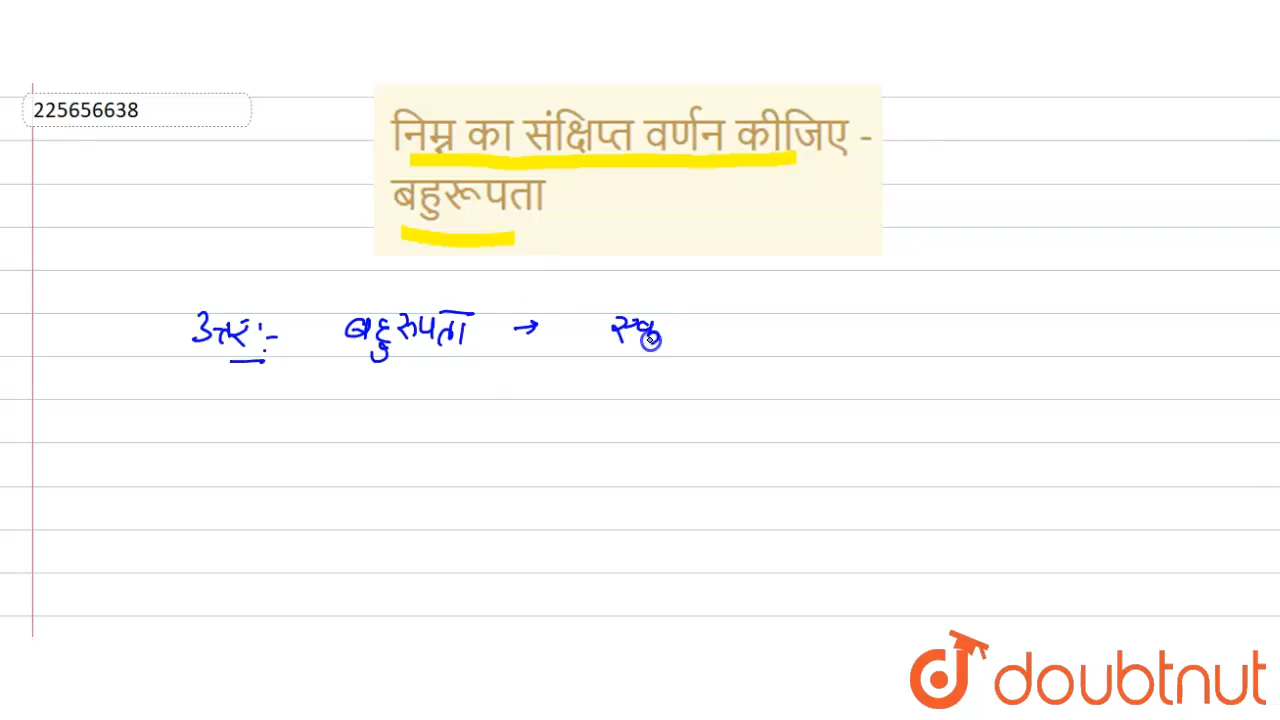 225656638
निम्न का संक्षिप्त वर्णन कीजिए -
बहुरूपता
उत्तर :- बहुरूपता →
doubtnut